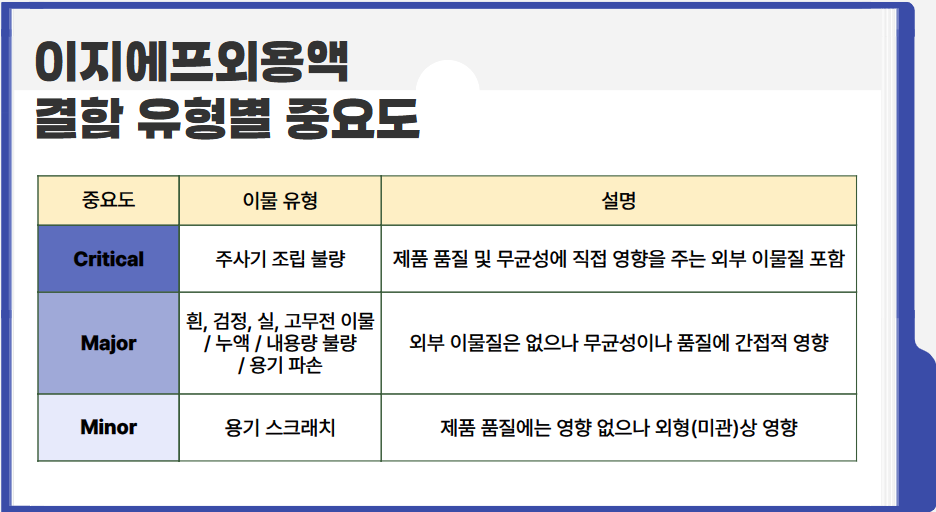 이지에프외용액
결함 유형별 중요도
중요도
이물 유형
설명
Critical
주사기 조립 불량
제품 품질 및 무균성에 직접 영향을 주는 외부 이물질 포함
Major
흰, 검정, 실, 고무전 이물
/ 누액 / 내용량 불량
/ 용기 파손
외부 이물질은 없으나 무균성이나 품질에 간접적 영향
Minor
용기 스크래치
제품 품질에는 영향 없으나 외형(미관)상 영향